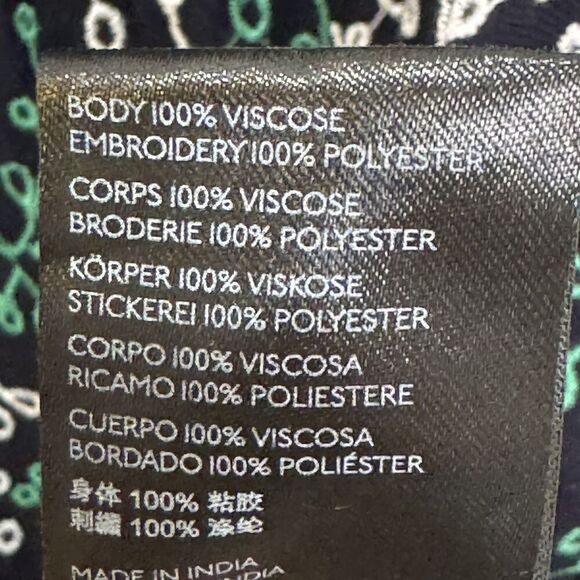 BODY 100% VISCOSE
EMBROIDERY 100% POLYESTER
CORPS 100% VISCOSE
BRODERIE 100% POLYESTER
KÖRPER 100% VISKOSE
STICKEREI 100% POLYESTER
CORPO 100% VISCOSA
RICAMO 100% POLIESTERE
CUERPO 100% VISCOSA
BORDADO 100% POLIÉSTER
身体 100% 粘胶
刺繡 100% 涤纶
MADE IN INDIA
INDIA